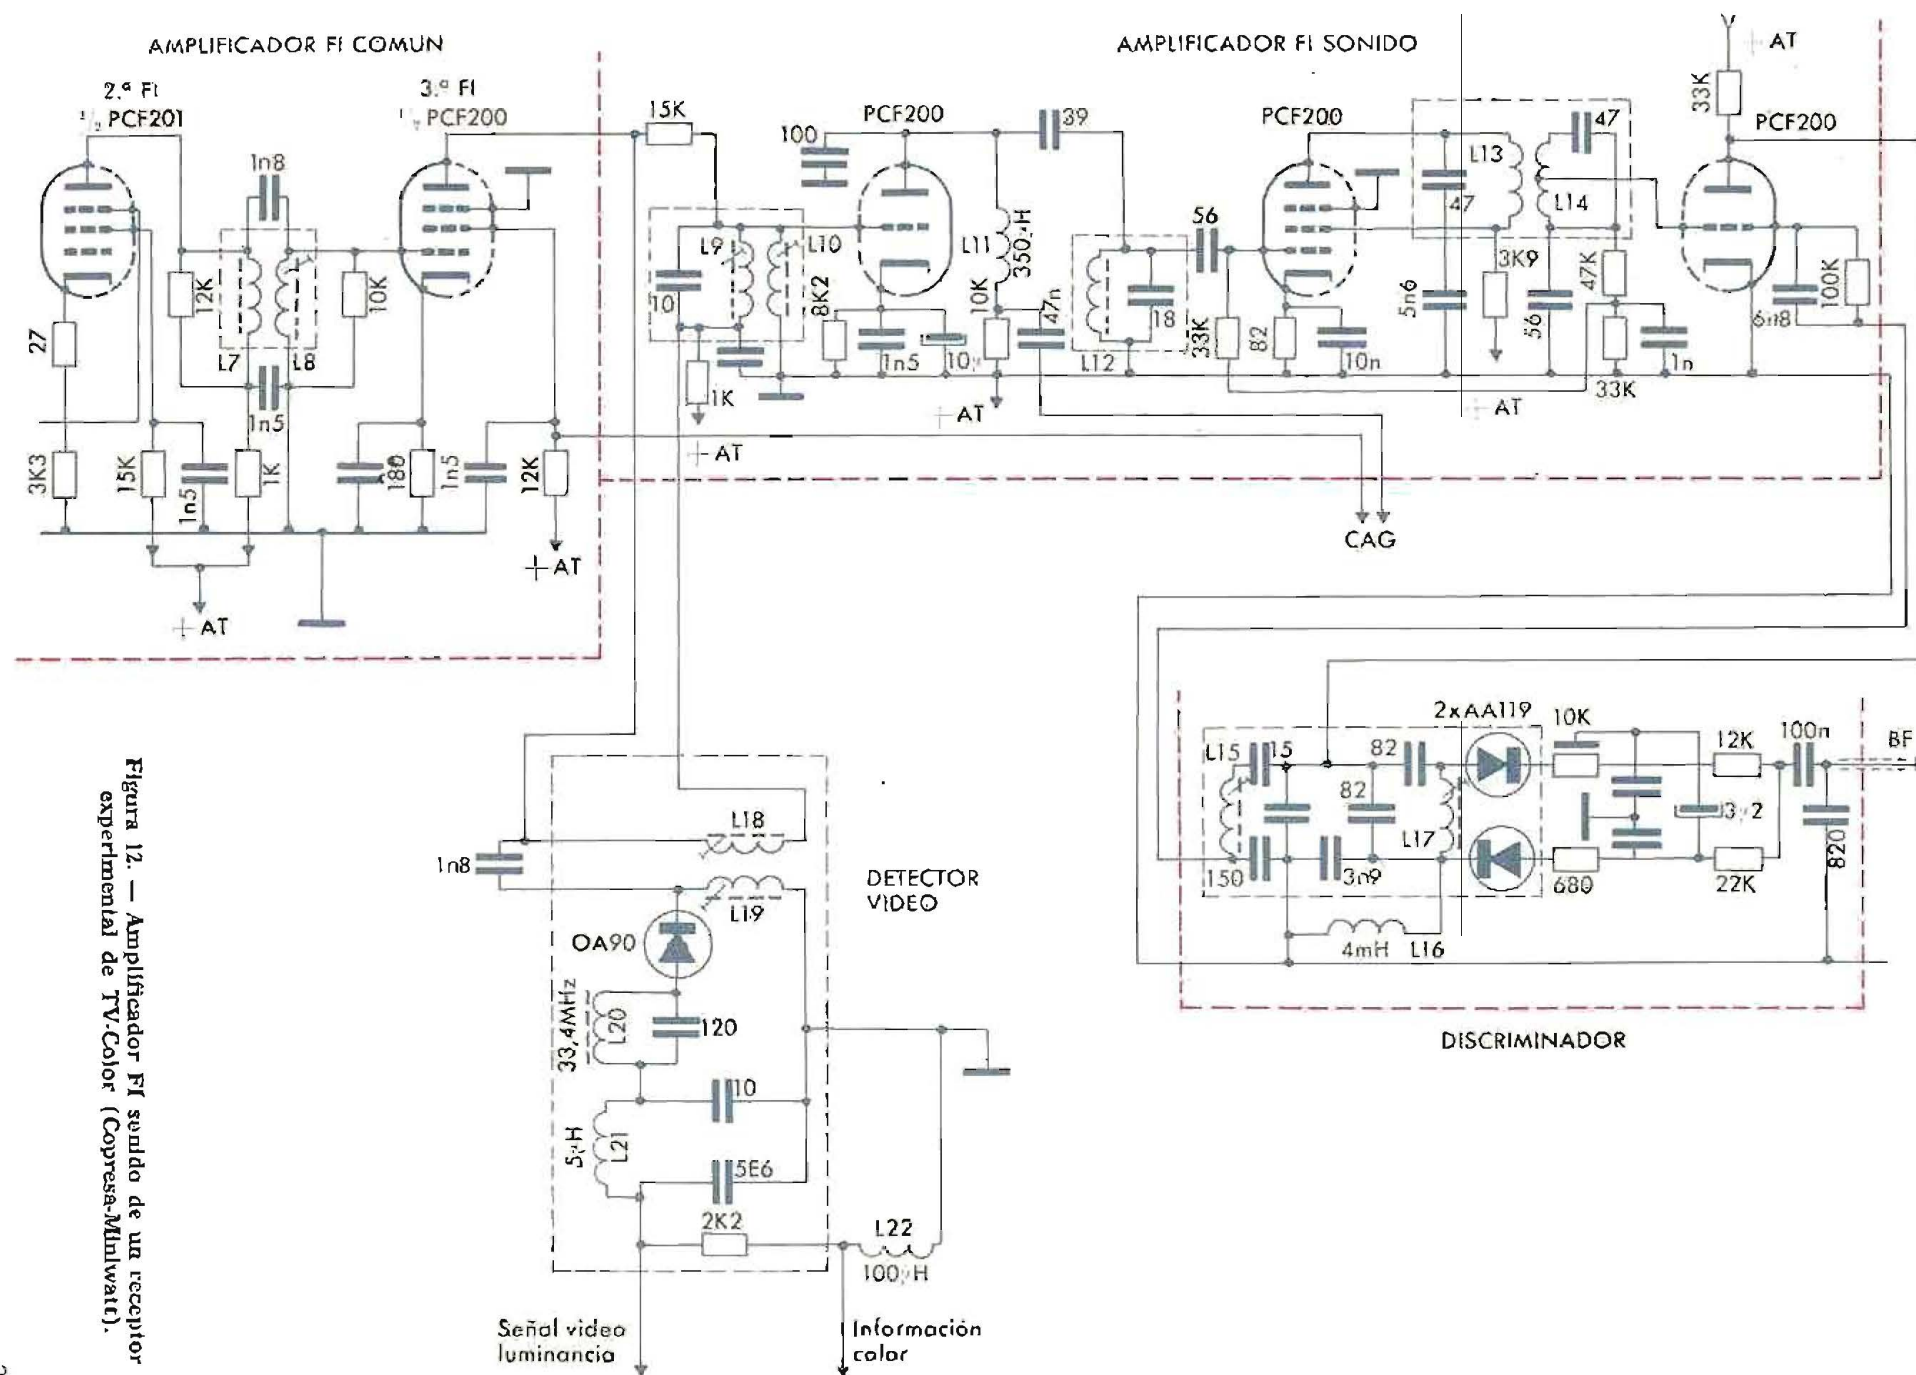 AMPLIFICADOR FI COMUN
2.ª FI
½ PCF201
3.ª FI
½ PCF200
1n8
12K
L7
L8
10K
1n5
27
3K3
15K
1n5
1K
180
1n5
12K
+ AT
+ AT
AMPLIFICADOR FI SONIDO
15K
100
PCF200
39
L9
L10
10
8K2
1n5
10µ
1K
+ AT
L11
350µH
10K
47n
+ AT
L12
18
56
33K
PCF200
82
10n
L13
47
5n6
3K9
+ AT
47
L14
56
47K
33K
1n
+ AT
33K
PCF200
6n8
100K
CAG
2xAA119
L15
15
82
82
L17
150
3n9
4mH
L16
10K
680
12K
22K
3µ2
100n
820
BF
DISCRIMINADOR
1n8
L18
L19
DETECTOR
VIDEO
OA90
33,4MHz
L20
120
10
5µH
L21
5E6
2K2
L22
100µH
Señal video
luminancia
Información
color
Figura 12. — Amplificador FI sonido de un receptor
experimental de TV-Color (Copresa-Miniwatt).